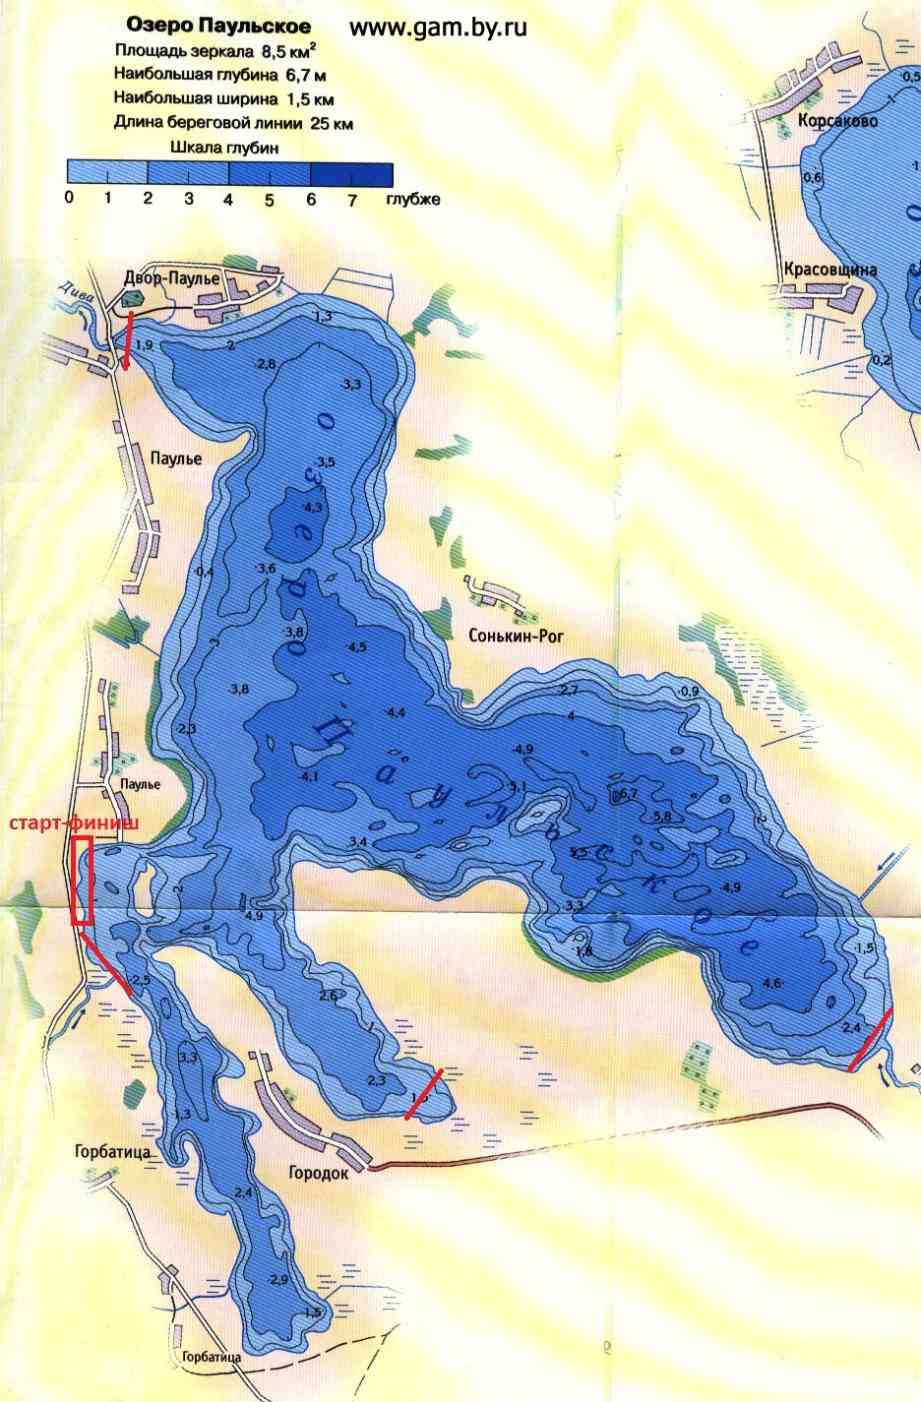 Озеро Паульское
www.gam.by.ru
Площадь зеркала 8,5 км²
Наибольшая глубина 6,7 м
Наибольшая ширина 1,5 км
Длина береговой линии 25 км
Шкала глубин
0 1 2 3 4 5 6 7 глубже
Корсаково
0,5
1
0,6
Красовщина
0,2
Двор-Паулье
Дива
1,3
1,9
2
2,8
3,3
3,5
4,3
Паулье
0,4
3,6
3,8
4,5
Сонькин-Рог
3
3,8
2,7
0,9
4
4,4
2,3
4,9
4,1
5,1
6,7
Паулье
5,8
2
старт-финиш
3,4
5,5
4,9
2
1
4,9
3,3
1,8
1,5
2,5
4,6
2,6
1
2,4
3,3
2,3
1,3
Горбатица
Городок
2,4
2,9
1,5
Горбатица
озеро Паульское